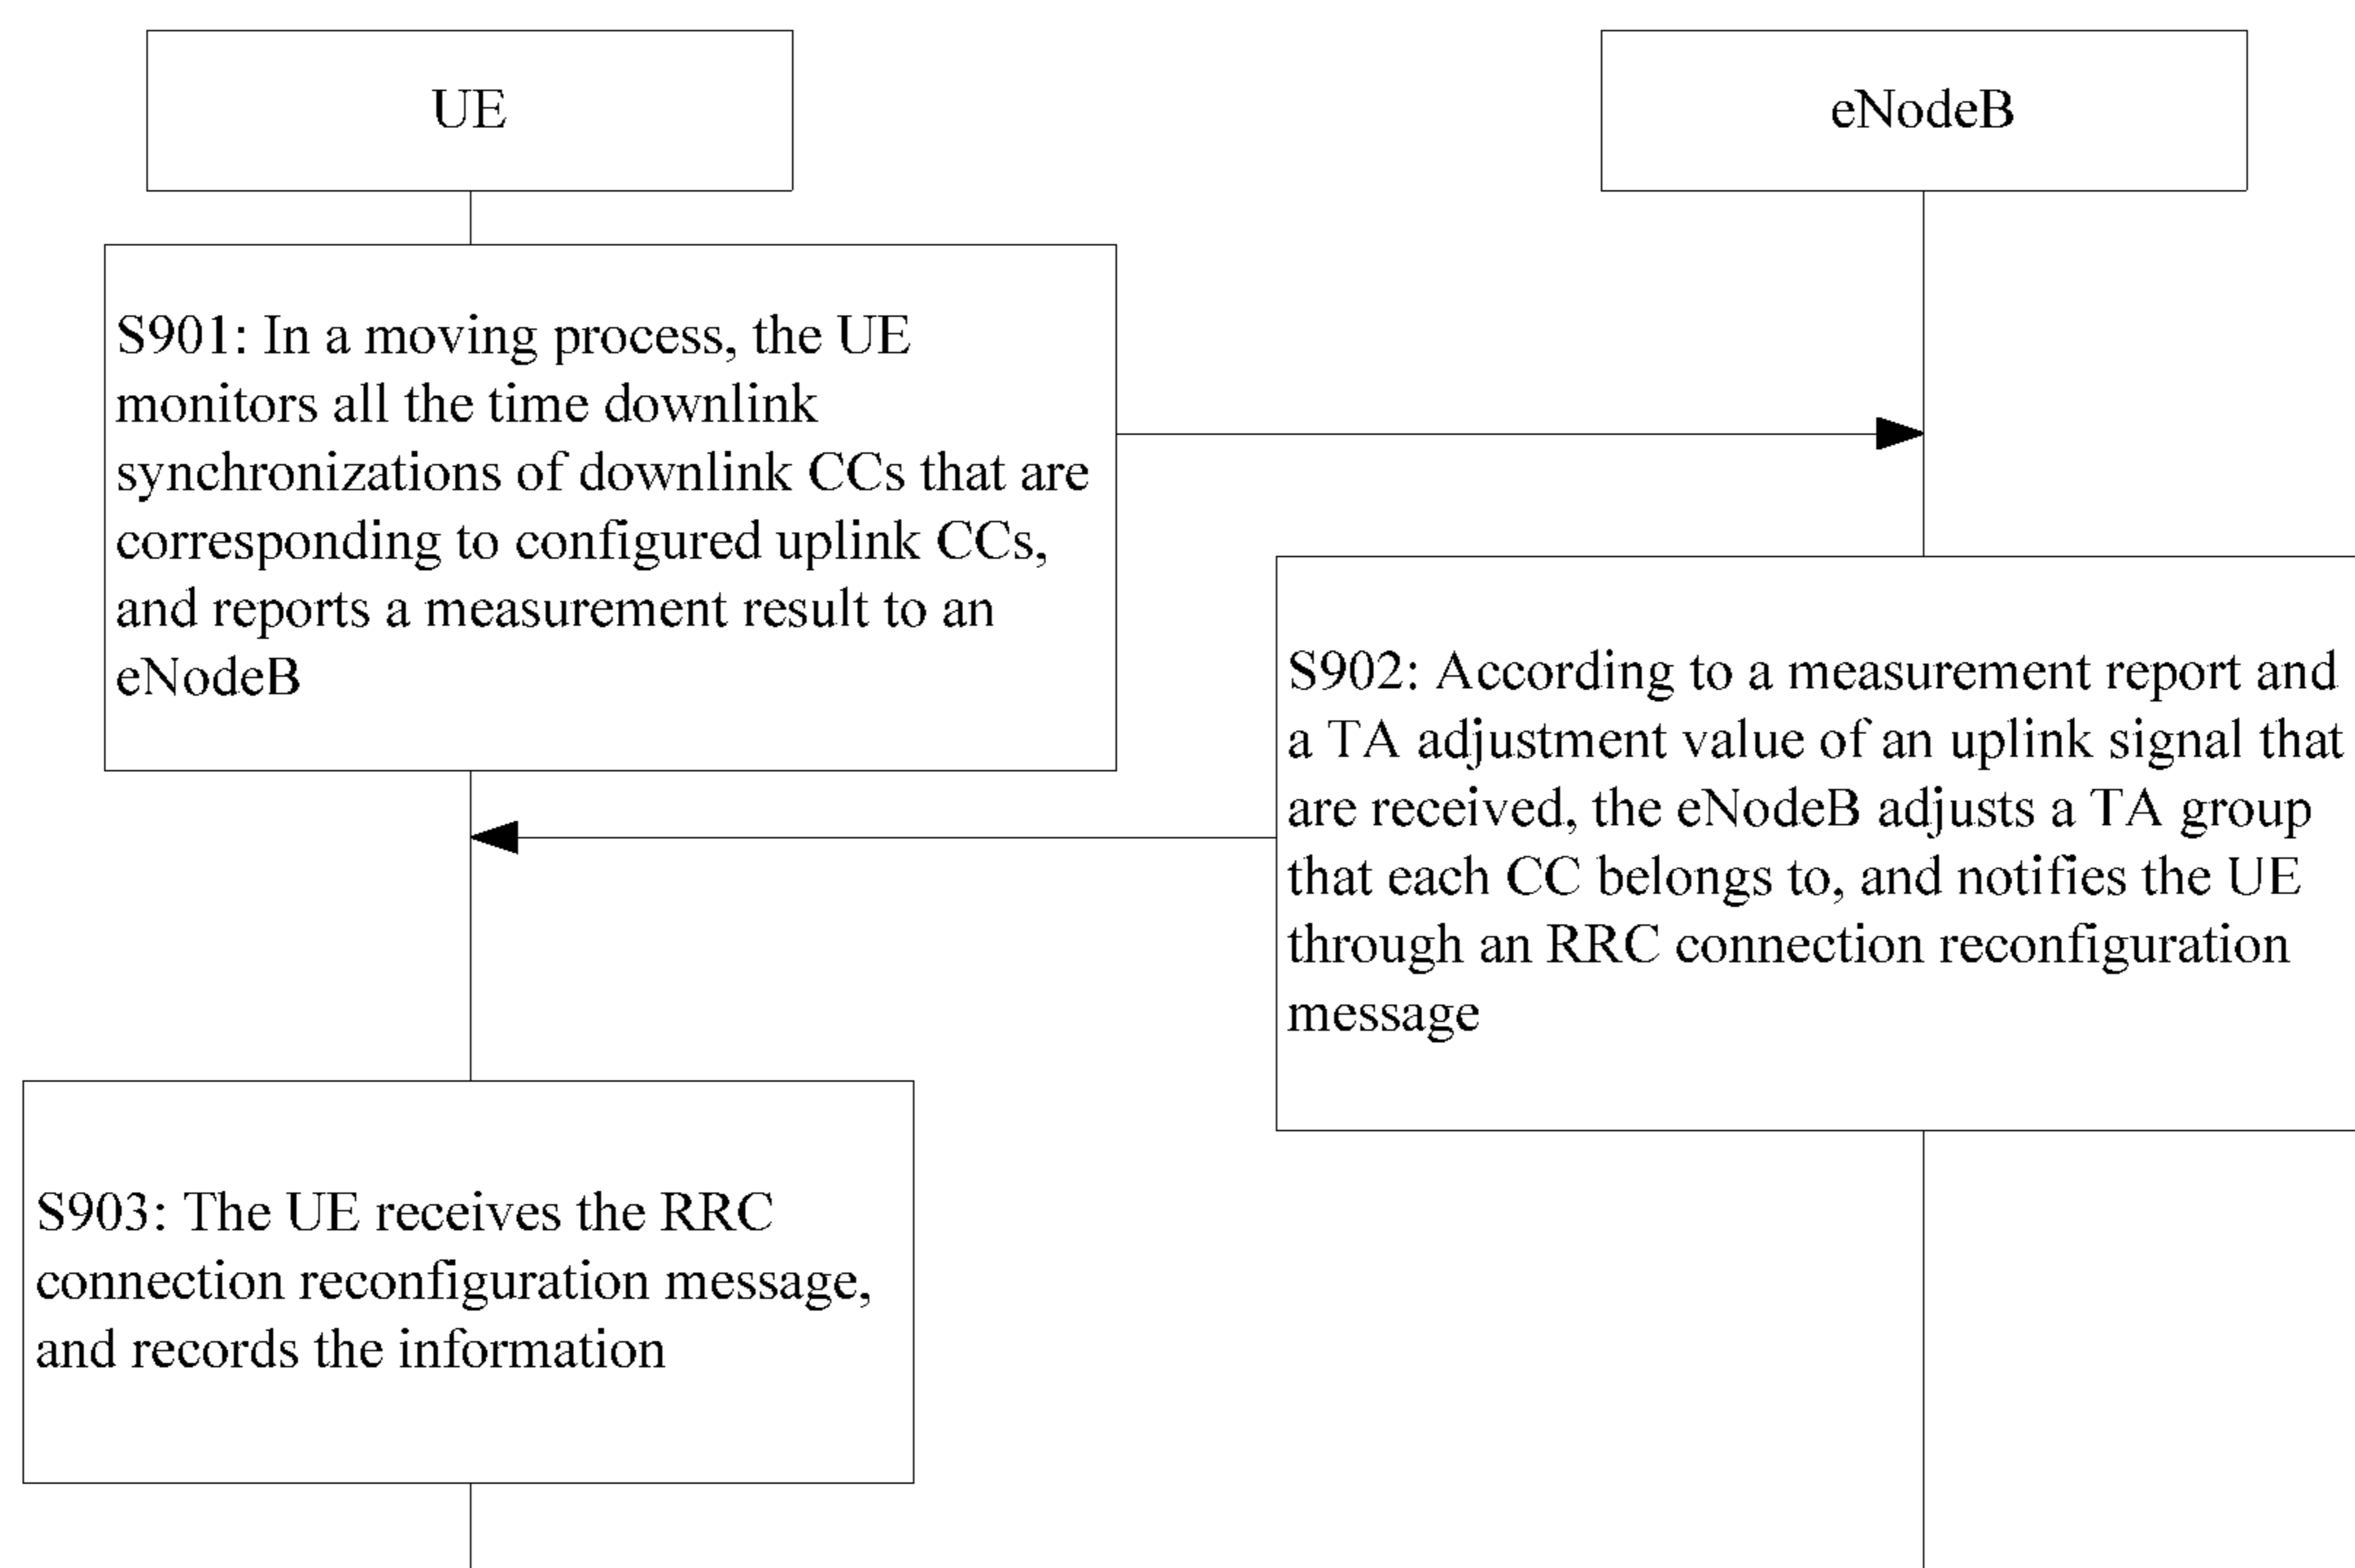 UE
eNodeB
S901: In a moving process, the UE
monitors all the time downlink
synchronizations of downlink CCs that are
corresponding to configured uplink CCs,
and reports a measurement result to an
eNodeB
S902: According to a measurement report and
a TA adjustment value of an uplink signal that
are received, the eNodeB adjusts a TA group
that each CC belongs to, and notifies the UE
through an RRC connection reconfiguration
message
S903: The UE receives the RRC
connection reconfiguration message,
and records the information